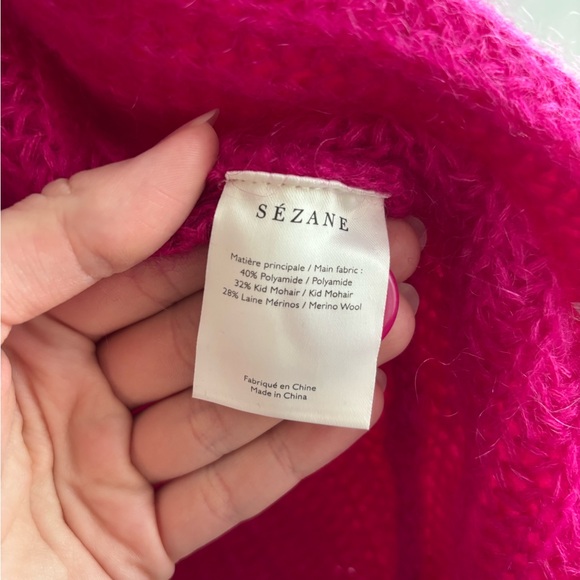 SÉZANE
Matière principale / Main fabric :
40% Polyamide / Polyamide
32% Kid Mohair / Kid Mohair
28% Laine Mérinos / Merino Wool
Fabriqué en Chine
Made in China